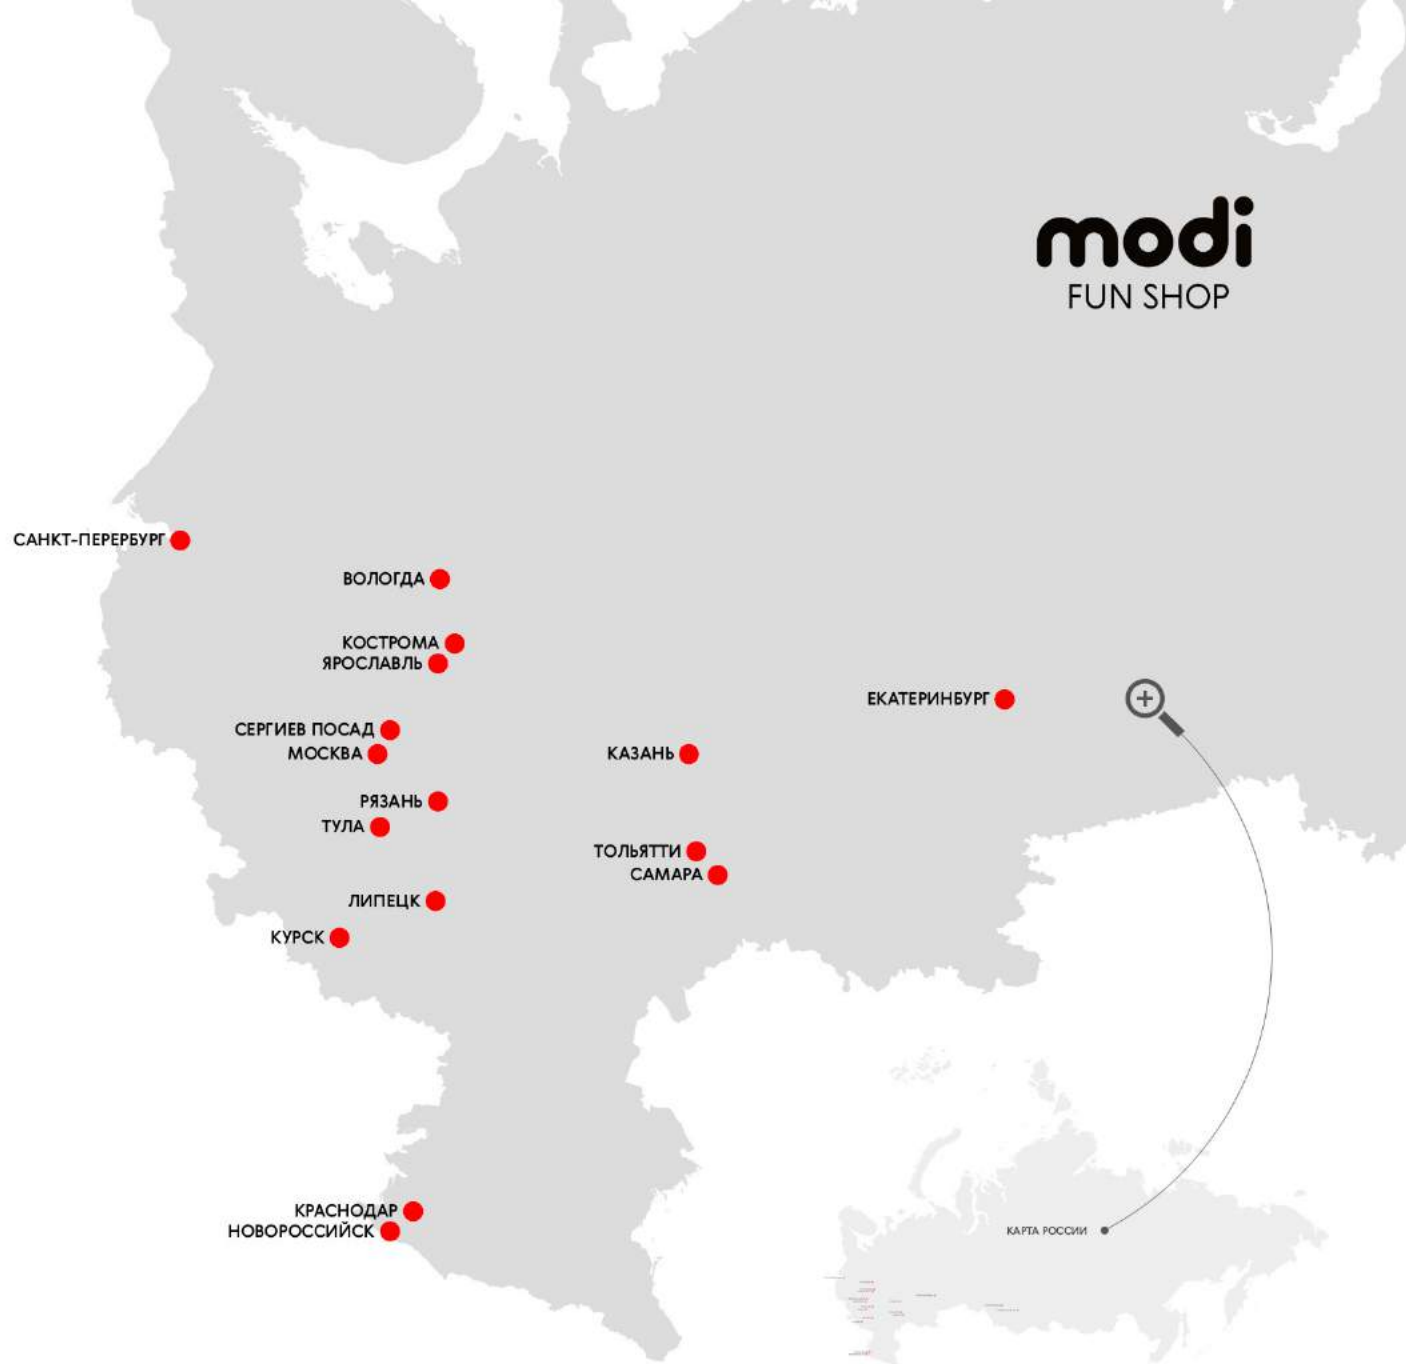 modi
FUN SHOP
САНКТ-ПЕРЕРБУРГ
ВОЛОГДА
КОСТРОМА
ЯРОСЛАВЛЬ
ЕКАТЕРИНБУРГ
СЕРГИЕВ ПОСАД
МОСКВА
КАЗАНЬ
РЯЗАНЬ
ТУЛА
ТОЛЬЯТТИ
САМАРА
ЛИПЕЦК
КУРСК
КРАСНОДАР
НОВОРОССИЙСК
КАРТА РОССИИ